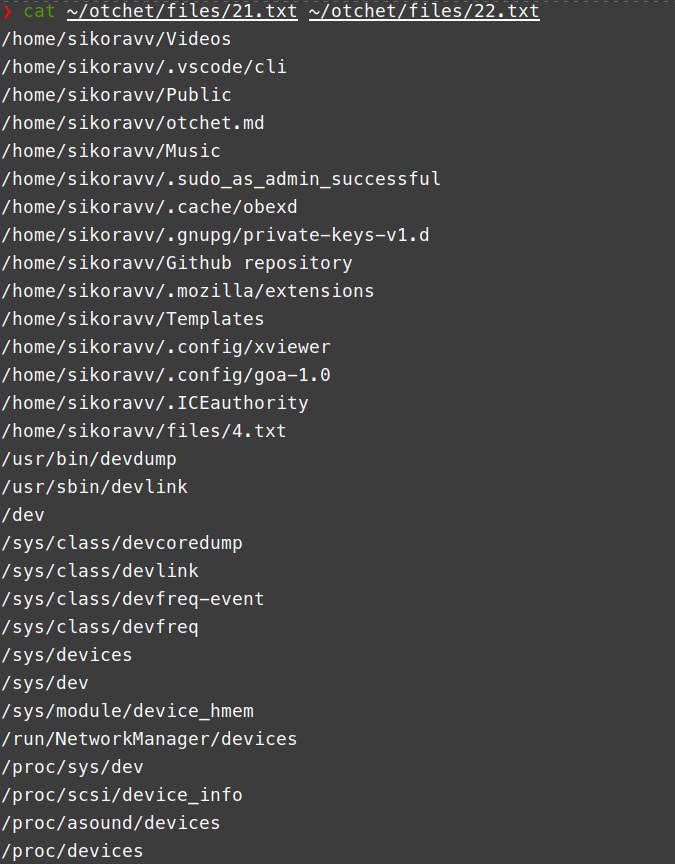 ❯ cat ~/otchet/files/21.txt ~/otchet/files/22.txt
/home/sikoravv/Videos
/home/sikoravv/.vscode/cli
/home/sikoravv/Public
/home/sikoravv/otchet.md
/home/sikoravv/Music
/home/sikoravv/.sudo_as_admin_successful
/home/sikoravv/.cache/obexd
/home/sikoravv/.gnupg/private-keys-v1.d
/home/sikoravv/Github repository
/home/sikoravv/.mozilla/extensions
/home/sikoravv/Templates
/home/sikoravv/.config/xviewer
/home/sikoravv/.config/goa-1.0
/home/sikoravv/.ICEauthority
/home/sikoravv/files/4.txt
/usr/bin/devdump
/usr/sbin/devlink
/dev
/sys/class/devcoredump
/sys/class/devlink
/sys/class/devfreq-event
/sys/class/devfreq
/sys/devices
/sys/dev
/sys/module/device_hmem
/run/NetworkManager/devices
/proc/sys/dev
/proc/scsi/device_info
/proc/asound/devices
/proc/devices